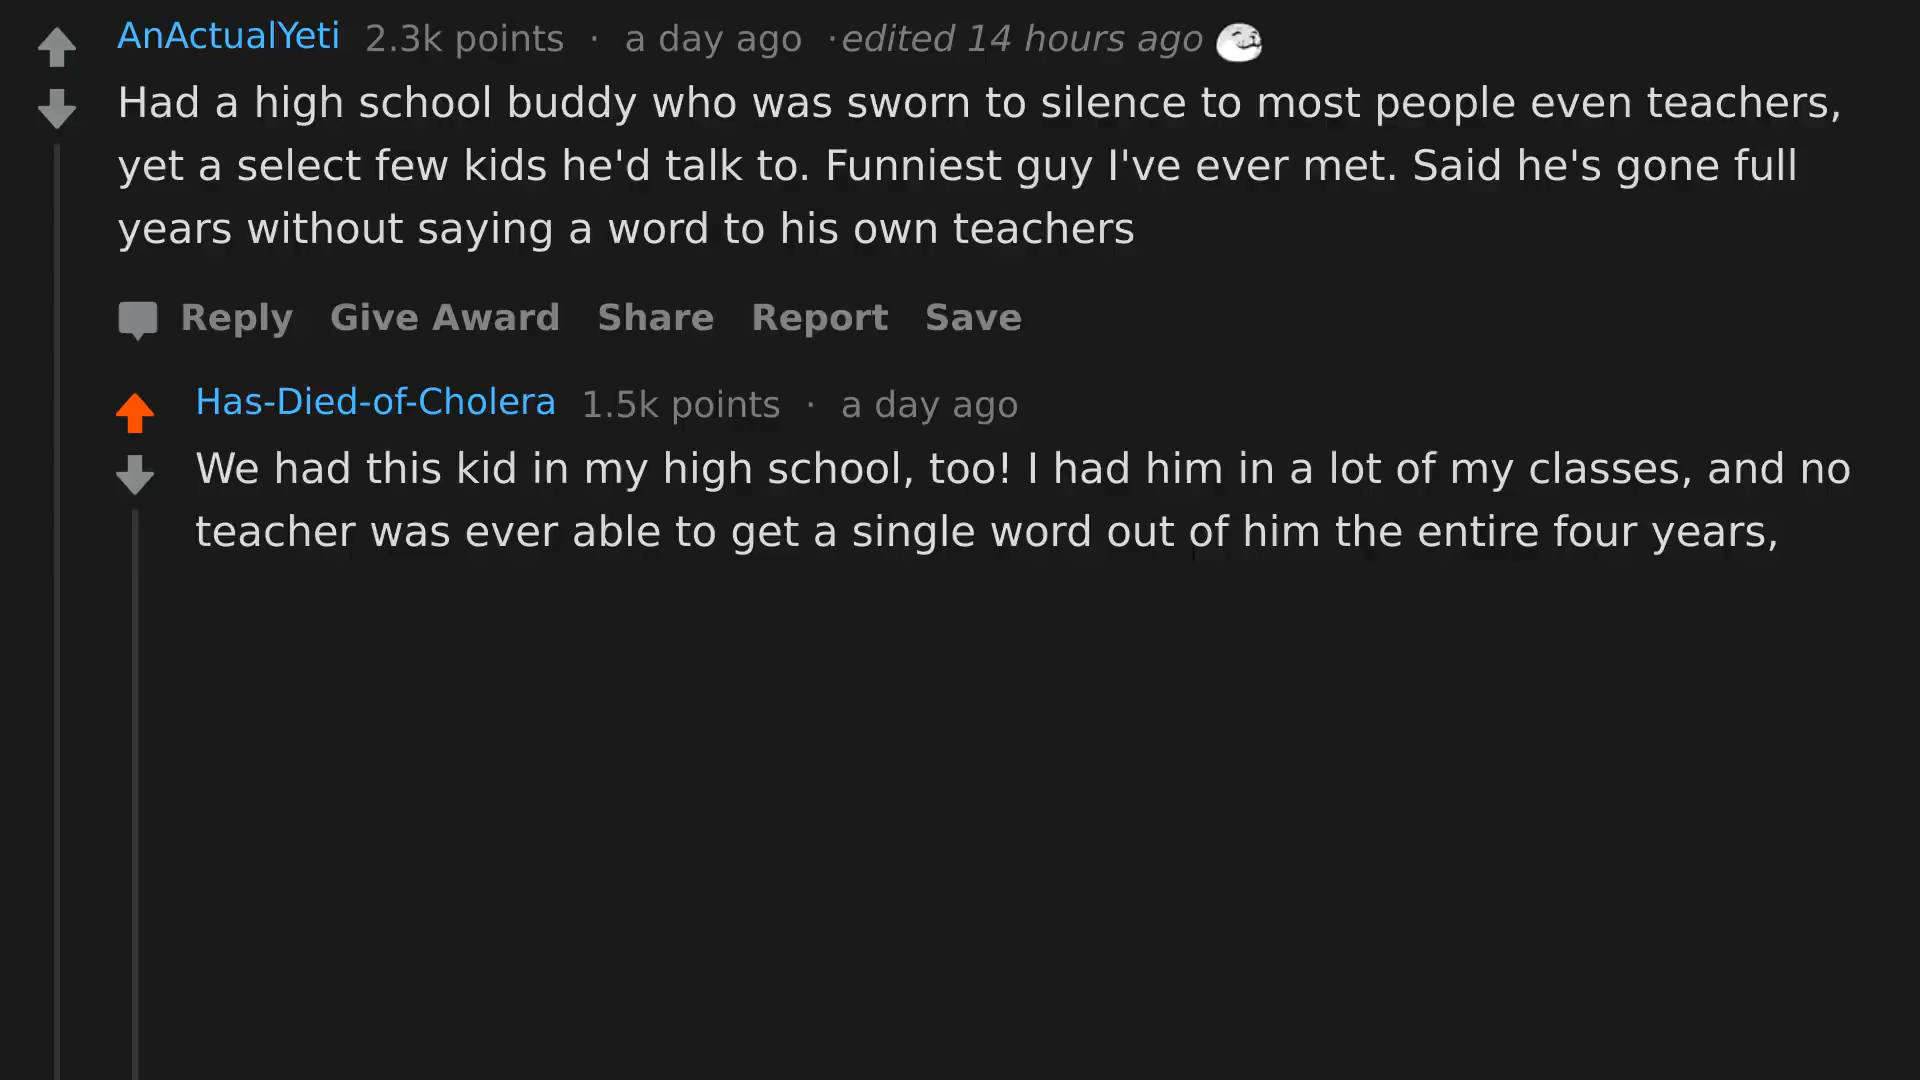 AnActualYeti 2.3k points · a day ago ·edited 14 hours ago
Had a high school buddy who was sworn to silence to most people even teachers,
yet a select few kids he'd talk to. Funniest guy I've ever met. Said he's gone full
years without saying a word to his own teachers
Reply Give Award Share Report Save
Has-Died-of-Cholera 1.5k points · a day ago
We had this kid in my high school, too! I had him in a lot of my classes, and no
teacher was ever able to get a single word out of him the entire four years,